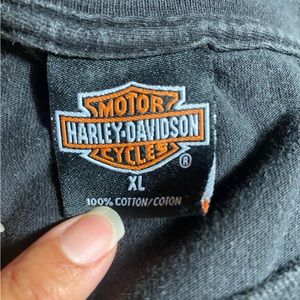 MOTOR
HARLEY-DAVIDSON
CYCLES
®
XL
100% COTTON/COTON